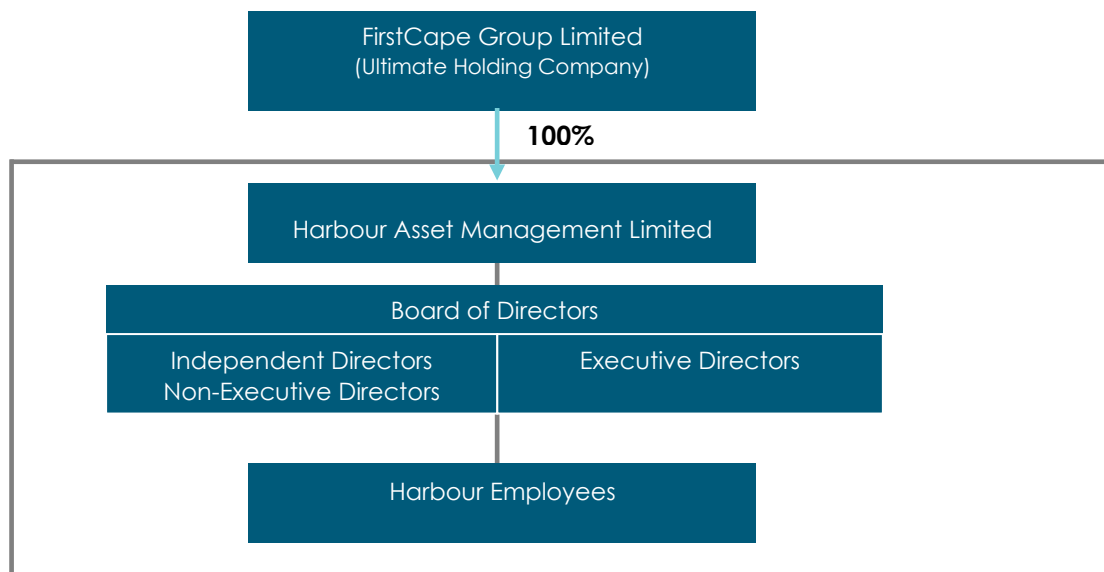 FirstCape Group Limited
(Ultimate Holding Company)
100%
Harbour Asset Management Limited
Board of Directors
Independent Directors
Non-Executive Directors
Executive Directors
Harbour Employees